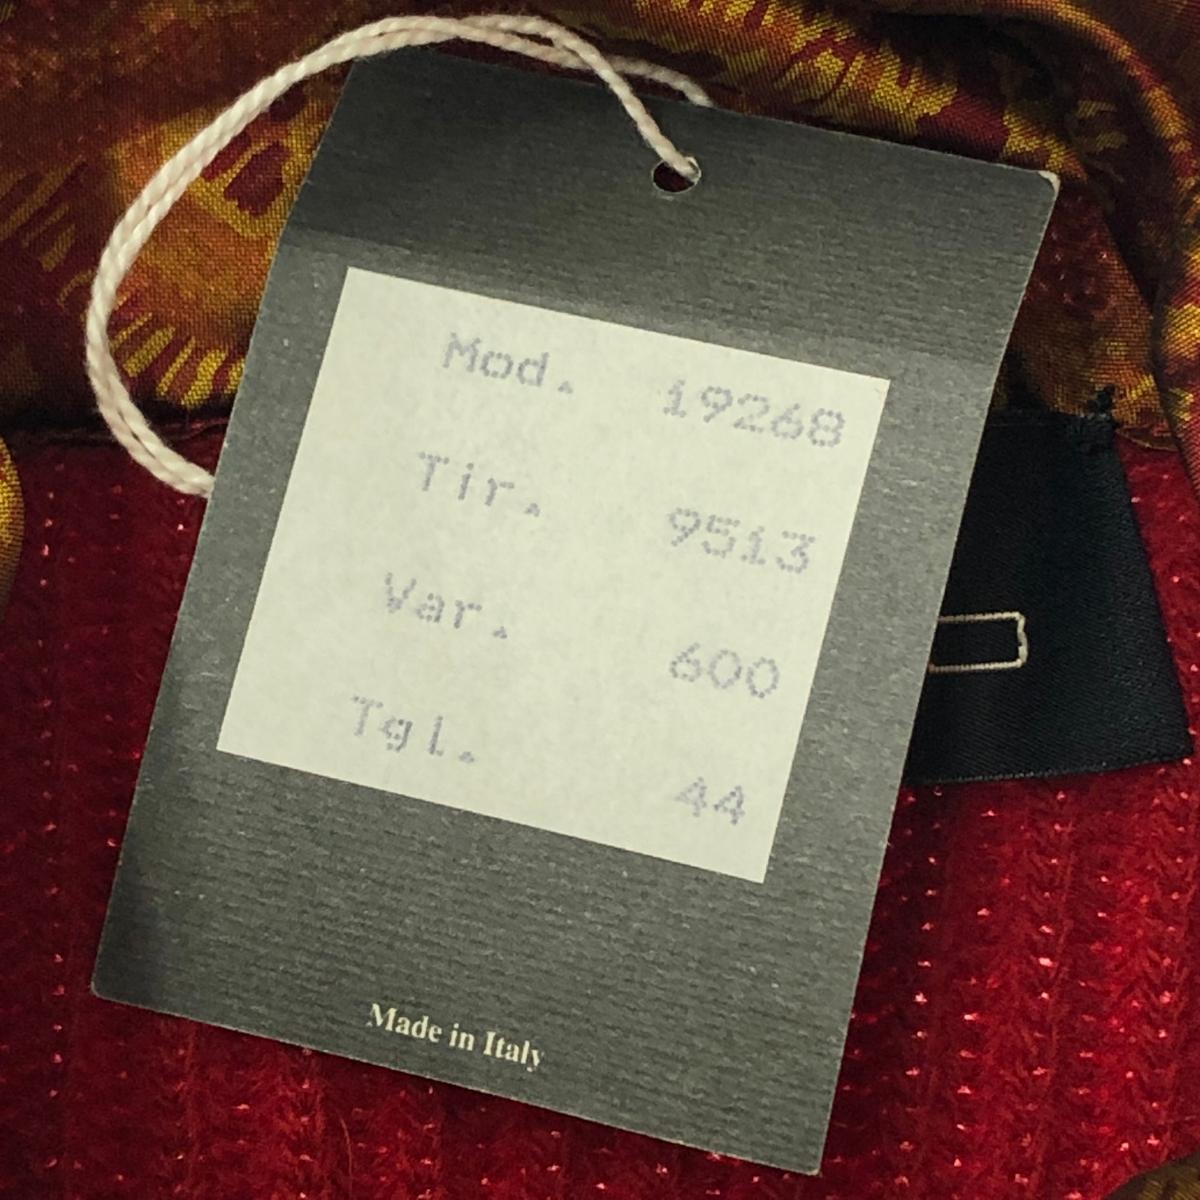 Mod. 19268
Tir. 9513
Var. 600
Tgl. 44
Made in Italy